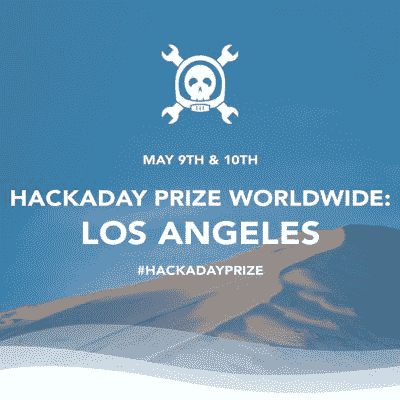 MAY 9TH & 10TH
HACKADAY PRIZE WORLDWIDE:
LOS ANGELES
#HACKADAYPRIZE